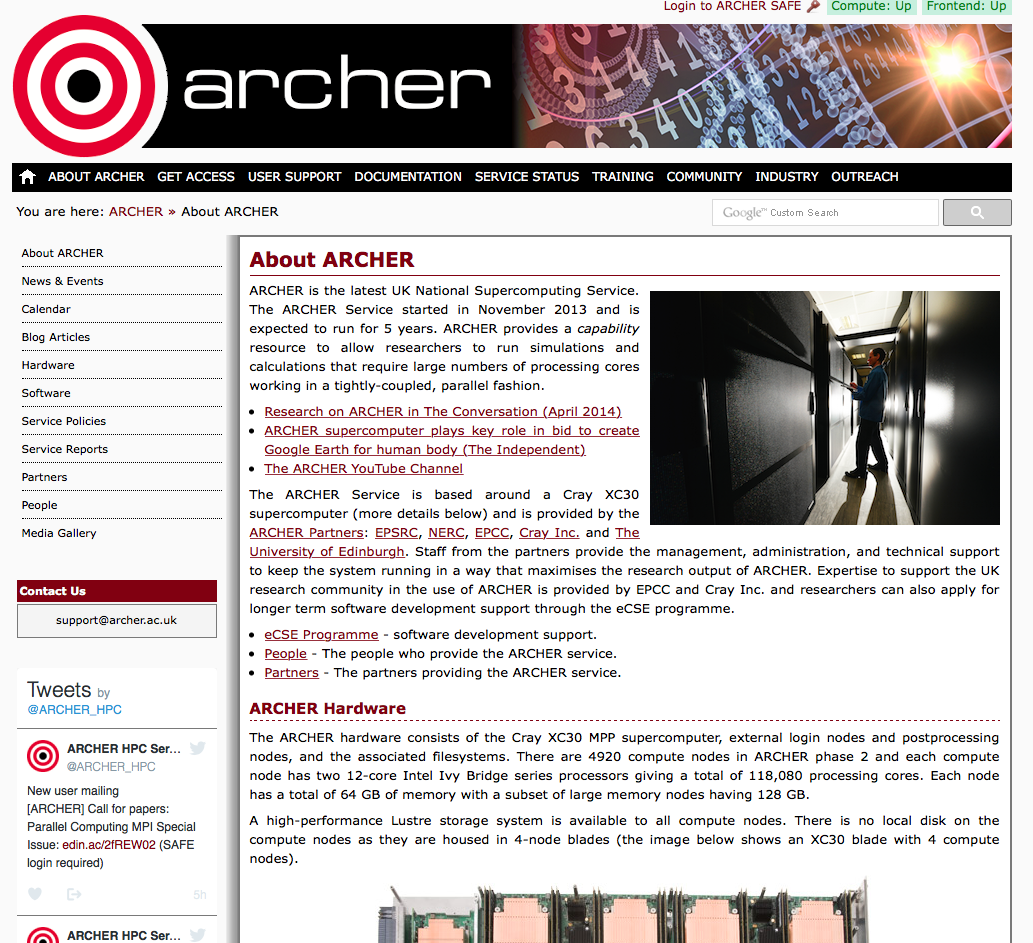 Login to ARCHER SAFE Compute: Up Frontend: Up
archer
ABOUT ARCHER GET ACCESS USER SUPPORT DOCUMENTATION SERVICE STATUS TRAINING COMMUNITY INDUSTRY OUTREACH
You are here: ARCHER » About ARCHER
Google™ Custom Search
About ARCHER
News & Events
Calendar
Blog Articles
Hardware
Software
Service Policies
Service Reports
Partners
People
Media Gallery
Contact Us
support@archer.ac.uk
Tweets by
@ARCHER_HPC
ARCHER HPC Ser...
@ARCHER_HPC
New user mailing
[ARCHER] Call for papers:
Parallel Computing MPI Special
Issue: edin.ac/2fREW02 (SAFE
login required)
5h
ARCHER HPC Ser...
About ARCHER
ARCHER is the latest UK National Supercomputing Service.
The ARCHER Service started in November 2013 and is
expected to run for 5 years. ARCHER provides a capability
resource to allow researchers to run simulations and
calculations that require large numbers of processing cores
working in a tightly-coupled, parallel fashion.
Research on ARCHER in The Conversation (April 2014)
ARCHER supercomputer plays key role in bid to create
Google Earth for human body (The Independent)
The ARCHER YouTube Channel
The ARCHER Service is based around a Cray XC30
supercomputer (more details below) and is provided by the
ARCHER Partners: EPSRC, NERC, EPCC, Cray Inc. and The
University of Edinburgh. Staff from the partners provide the management, administration, and technical support
to keep the system running in a way that maximises the research output of ARCHER. Expertise to support the UK
research community in the use of ARCHER is provided by EPCC and Cray Inc. and researchers can also apply for
longer term software development support through the eCSE programme.
eCSE Programme - software development support.
People - The people who provide the ARCHER service.
Partners - The partners providing the ARCHER service.
ARCHER Hardware
The ARCHER hardware consists of the Cray XC30 MPP supercomputer, external login nodes and postprocessing
nodes, and the associated filesystems. There are 4920 compute nodes in ARCHER phase 2 and each compute
node has two 12-core Intel Ivy Bridge series processors giving a total of 118,080 processing cores. Each node
has a total of 64 GB of memory with a subset of large memory nodes having 128 GB.
A high-performance Lustre storage system is available to all compute nodes. There is no local disk on the
compute nodes as they are housed in 4-node blades (the image below shows an XC30 blade with 4 compute
nodes).